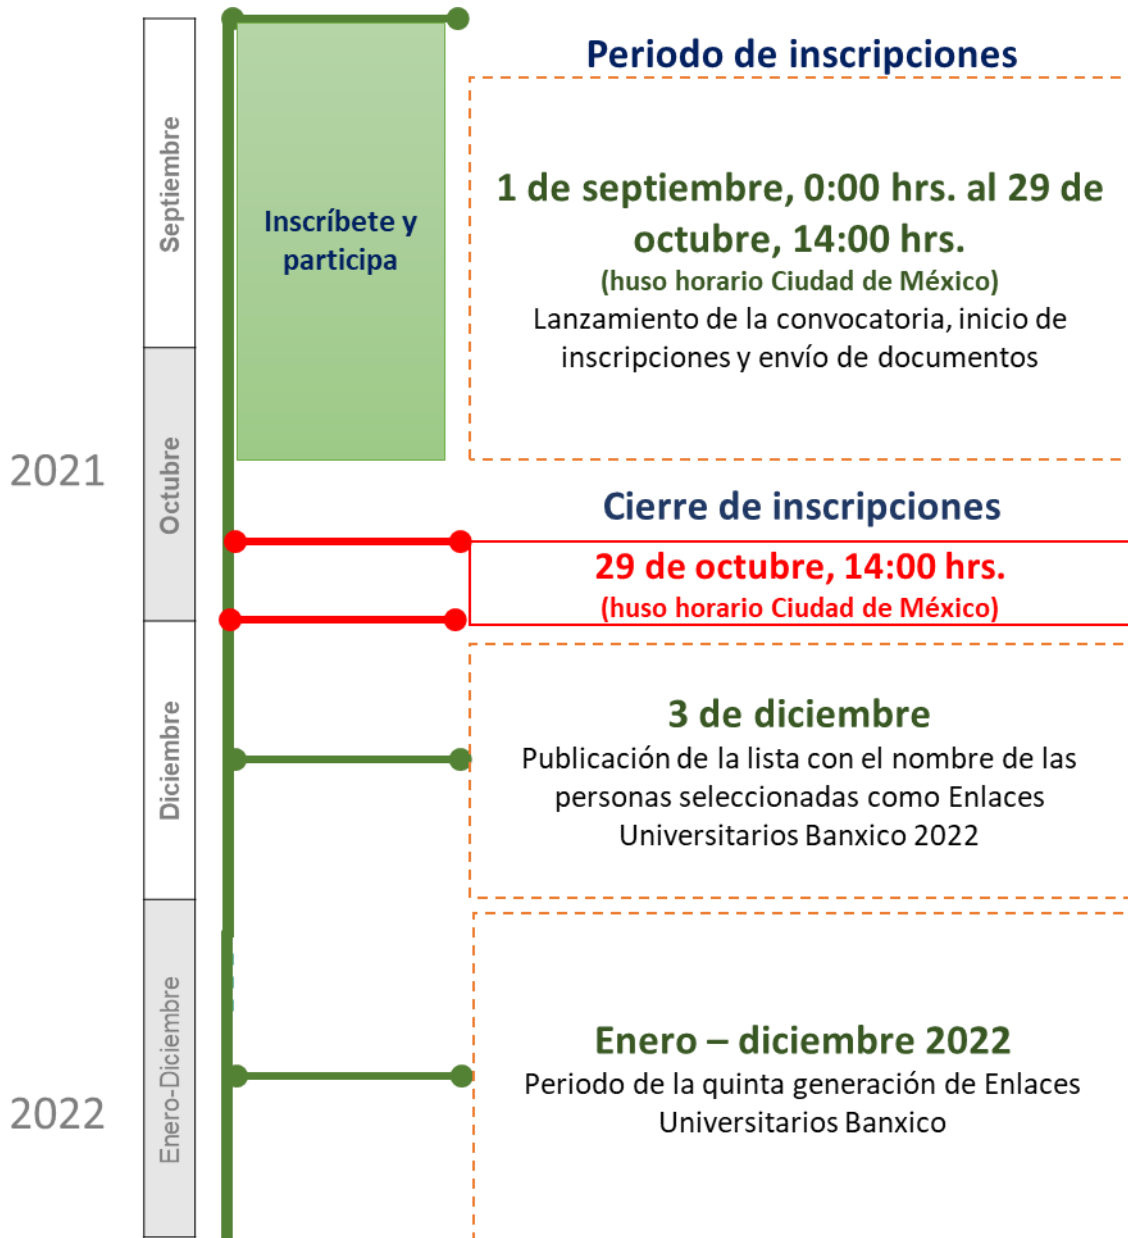 2021
Septiembre
Octubre
Diciembre
2022
Enero-Diciembre
Inscríbete y
participa
Periodo de inscripciones
1 de septiembre, 0:00 hrs. al 29 de
octubre, 14:00 hrs.
(huso horario Ciudad de México)
Lanzamiento de la convocatoria, inicio de
inscripciones y envío de documentos
Cierre de inscripciones
29 de octubre, 14:00 hrs.
(huso horario Ciudad de México)
3 de diciembre
Publicación de la lista con el nombre de las
personas seleccionadas como Enlaces
Universitarios Banxico 2022
Enero – diciembre 2022
Periodo de la quinta generación de Enlaces
Universitarios Banxico